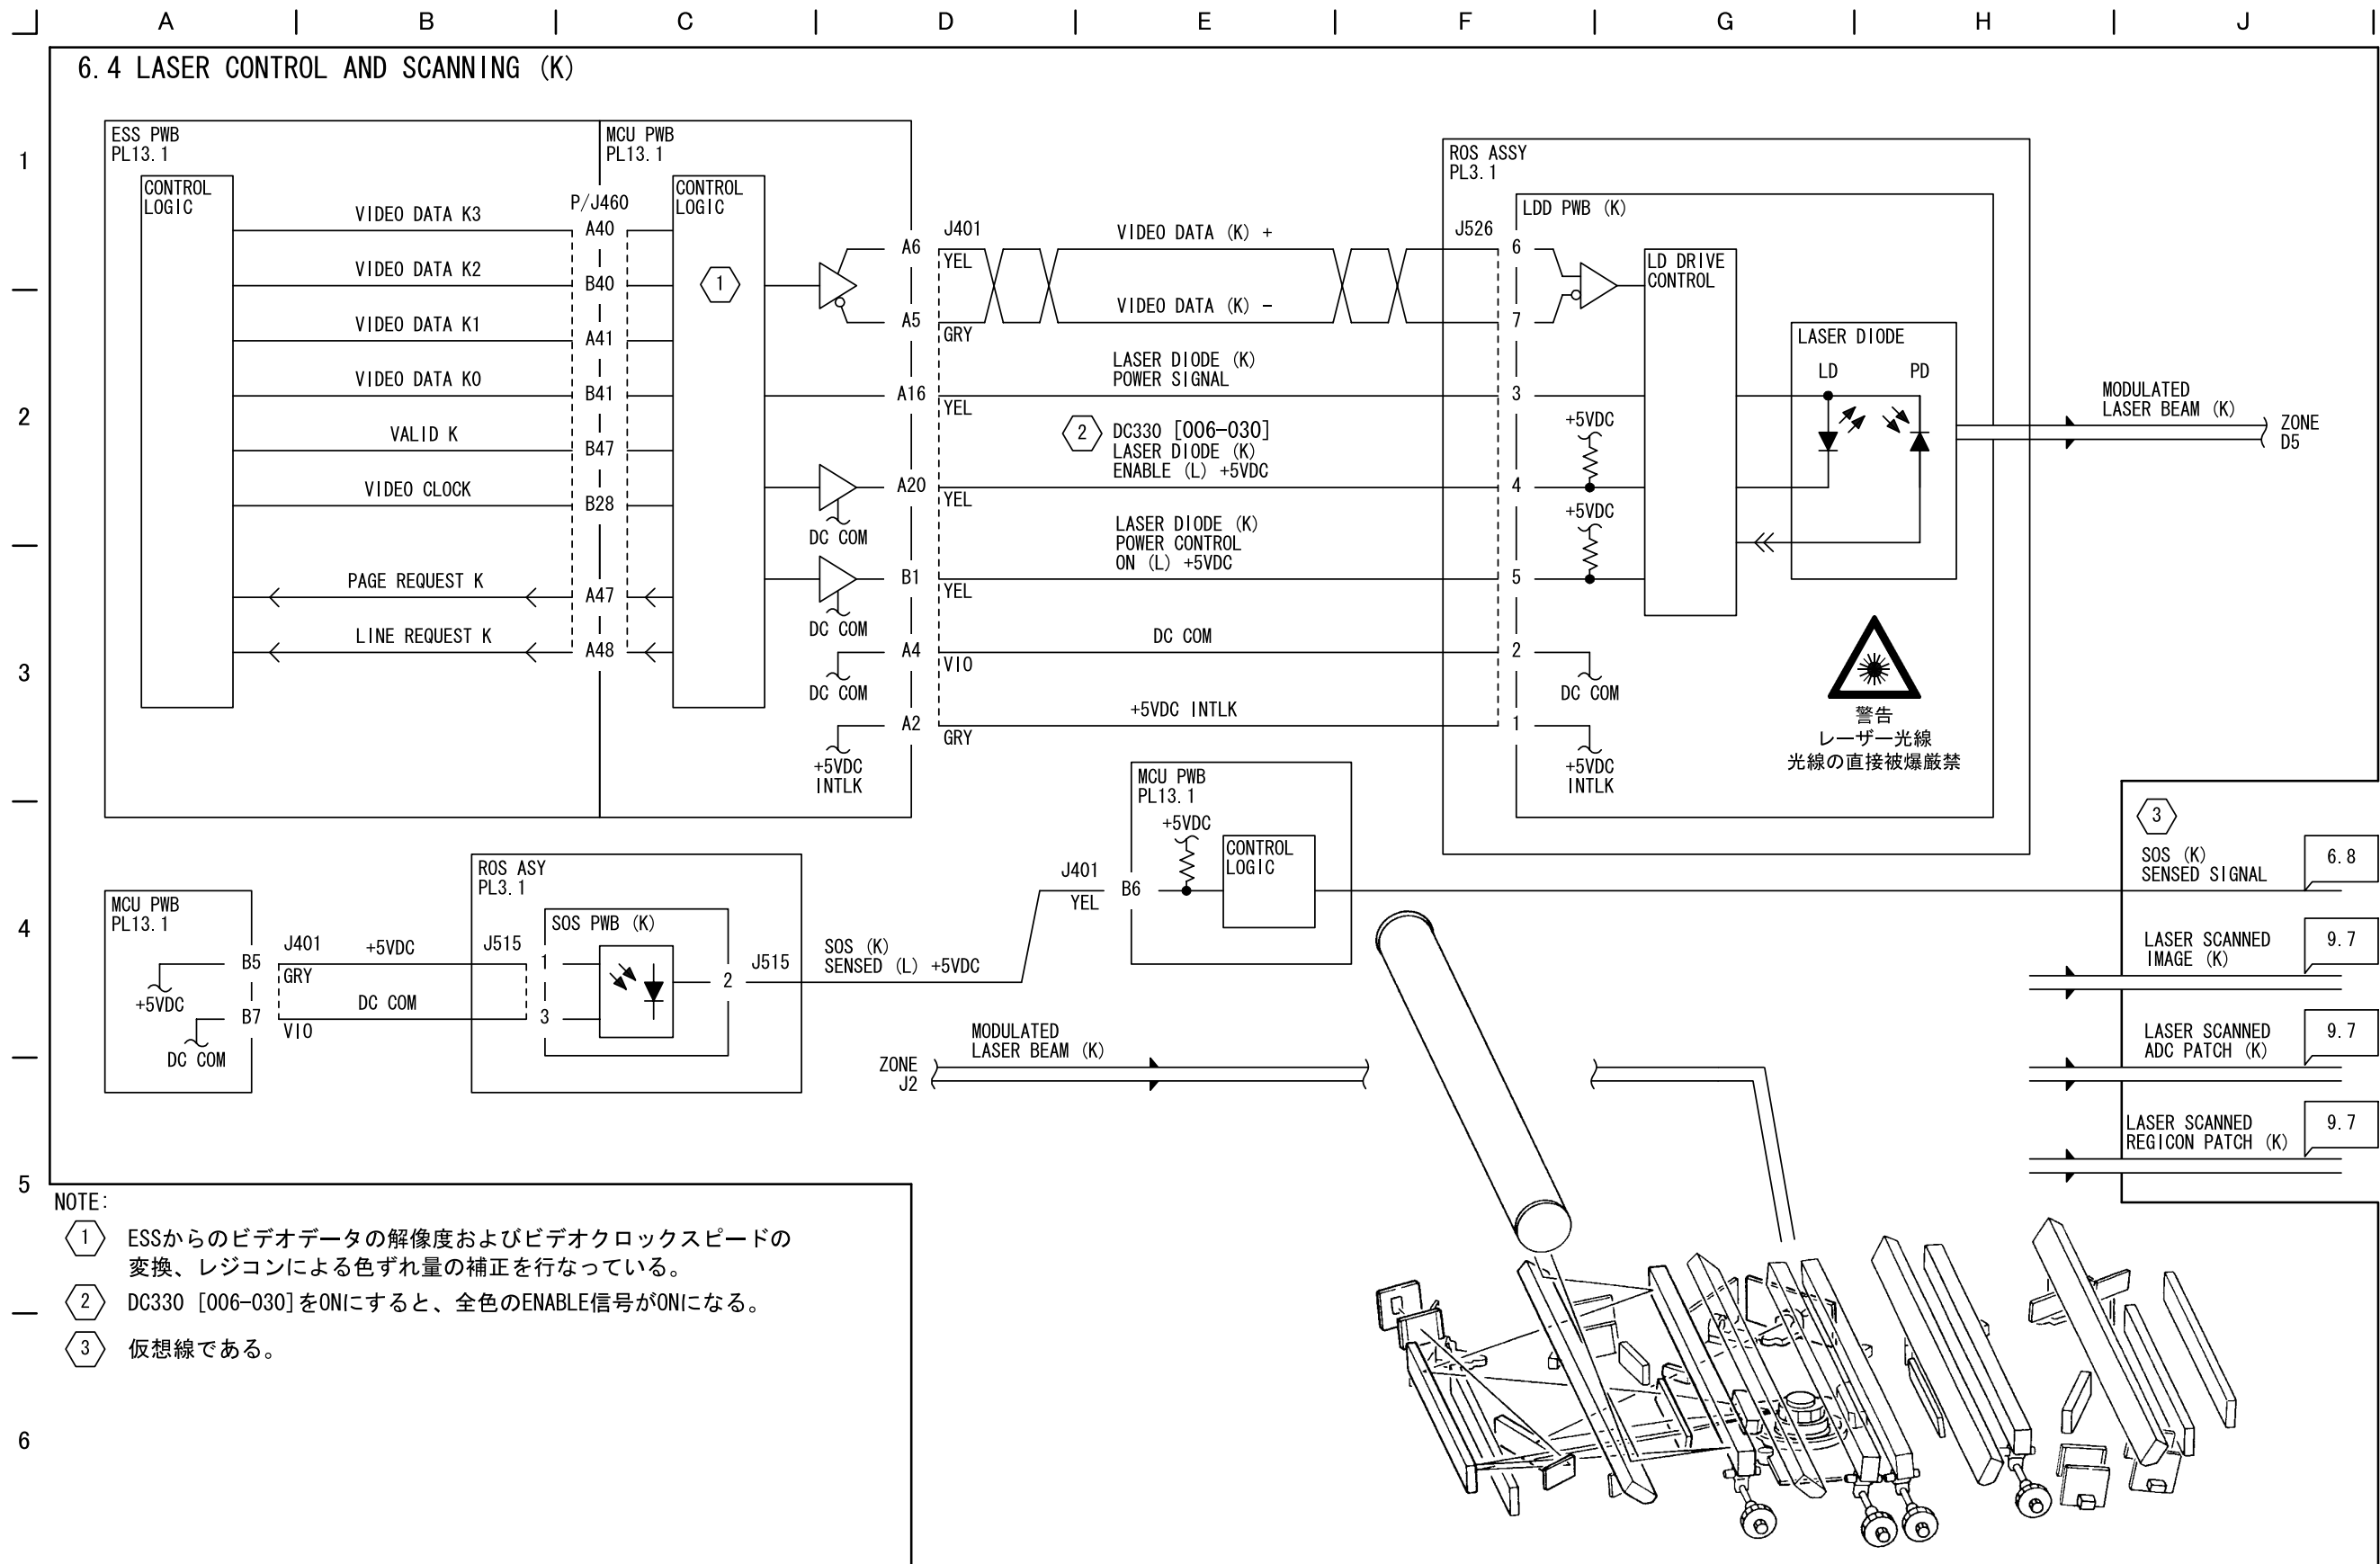 A B C D E F G H J
6.4 LASER CONTROL AND SCANNING (K)
1
2
3
4
5
6
ESS PWB
PL13.1
CONTROL
LOGIC
VIDEO DATA K3
VIDEO DATA K2
VIDEO DATA K1
VIDEO DATA K0
VALID K
VIDEO CLOCK
PAGE REQUEST K
LINE REQUEST K
MCU PWB
PL13.1
P/J460
A40
B40
A41
B41
B47
B28
A47
A48
CONTROL
LOGIC
1
DC COM
DC COM
DC COM
+5VDC
INTLK
A6
A5
A16
A20
B1
A4
A2
J401
YEL
GRY
YEL
YEL
YEL
VIO
GRY
VIDEO DATA (K) +
VIDEO DATA (K) -
LASER DIODE (K)
POWER SIGNAL
2
DC330 [006-030]
LASER DIODE (K)
ENABLE (L) +5VDC
LASER DIODE (K)
POWER CONTROL
ON (L) +5VDC
DC COM
+5VDC INTLK
ROS ASSY
PL3.1
J526
LDD PWB (K)
6
7
3
4
5
2
1
+5VDC
+5VDC
DC COM
+5VDC
INTLK
LD DRIVE
CONTROL
LASER DIODE
LD PD
警告
レーザー光線
光線の直接被爆厳禁
MODULATED
LASER BEAM (K)
ZONE
D5
MCU PWB
PL13.1
+5VDC
DC COM
B5
B7
J401
GRY
VIO
+5VDC
DC COM
ROS ASY
PL3.1
J515
SOS PWB (K)
1
3
2
J515
SOS (K)
SENSED (L) +5VDC
J401
YEL
MCU PWB
PL13.1
+5VDC
B6
CONTROL
LOGIC
ZONE
J2
MODULATED
LASER BEAM (K)
3
SOS (K)
SENSED SIGNAL
6.8
LASER SCANNED
IMAGE (K)
9.7
LASER SCANNED
ADC PATCH (K)
9.7
LASER SCANNED
REGICON PATCH (K)
9.7
NOTE:
1 ESSからのビデオデータの解像度およびビデオクロックスピードの
変換、レジコンによる色ずれ量の補正を行なっている。
2 DC330 [006-030]をONにすると、全色のENABLE信号がONになる。
3 仮想線である。